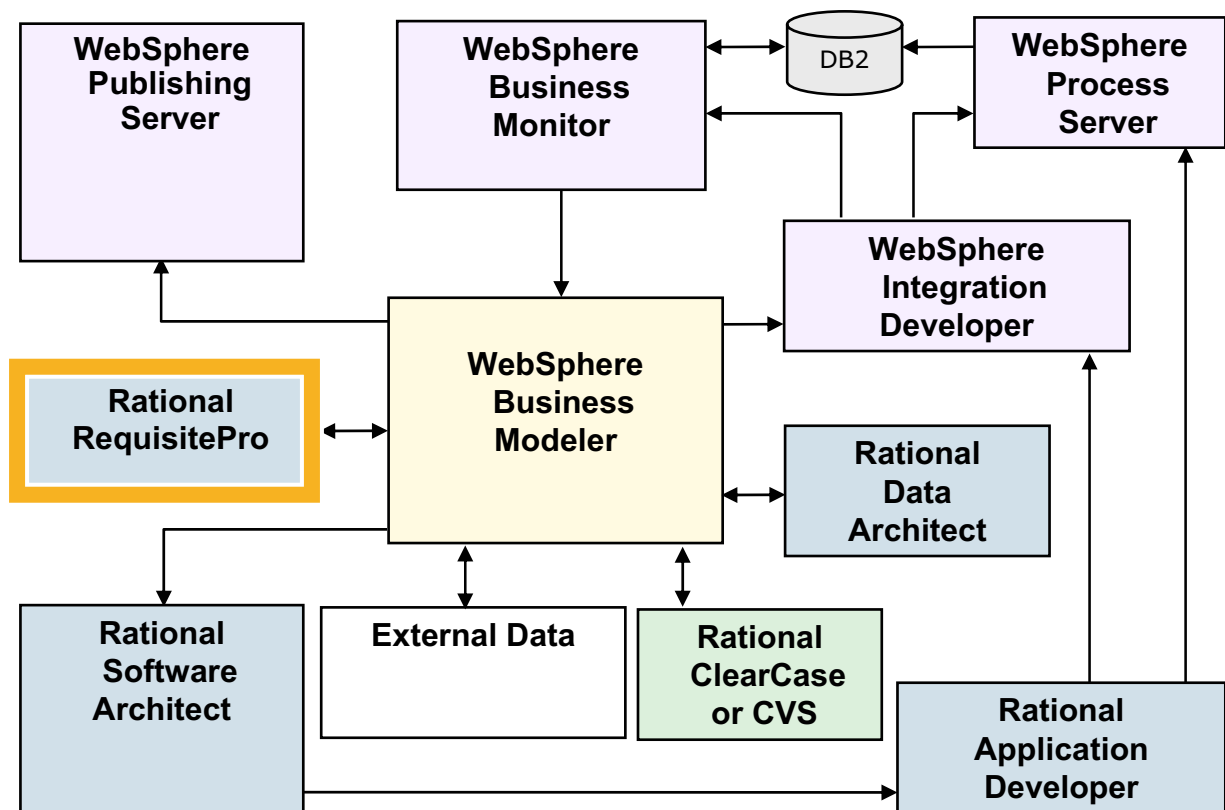 WebSphere
Publishing
Server
WebSphere
Business
Monitor
DB2
WebSphere
Process
Server
WebSphere
Integration
Developer
WebSphere
Business
Modeler
Rational
RequisitePro
Rational
Data
Architect
Rational
Software
Architect
External Data
Rational
ClearCase
or CVS
Rational
Application
Developer